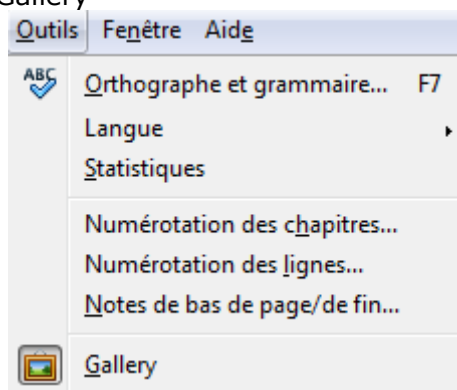 Gallery
Outils Fenêtre Aide
ABC Orthographe et grammaire... F7
Langue
Statistiques
Numérotation des chapitres...
Numérotation des lignes...
Notes de bas de page/de fin...
Gallery